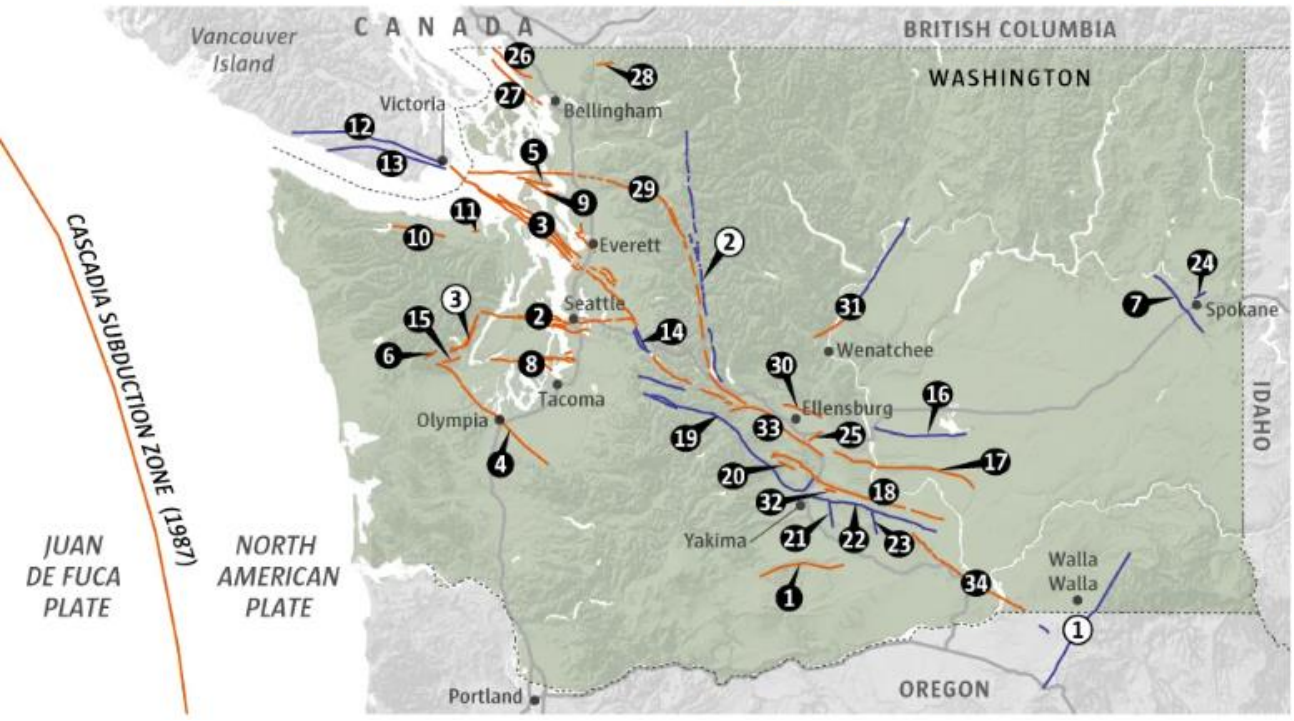 C A N A D A
BRITISH COLUMBIA
Vancouver
Island
26
28
WASHINGTON
27
Victoria
Bellingham
12
13
5
29
9
11
3
10
Everett
2
CASCADIA SUBDUCTION ZONE (1987)
24
7
Spokane
3
Seattle
31
15
2
14
6
8
Wenatchee
30
Tacoma
Ellensburg
16
Olympia
19
33
25
4
17
20
18
32
Yakima
21
22
23
JUAN
DE FUCA
PLATE
NORTH
AMERICAN
PLATE
1
34
Walla
Walla
1
IDAHO
OREGON
Portland